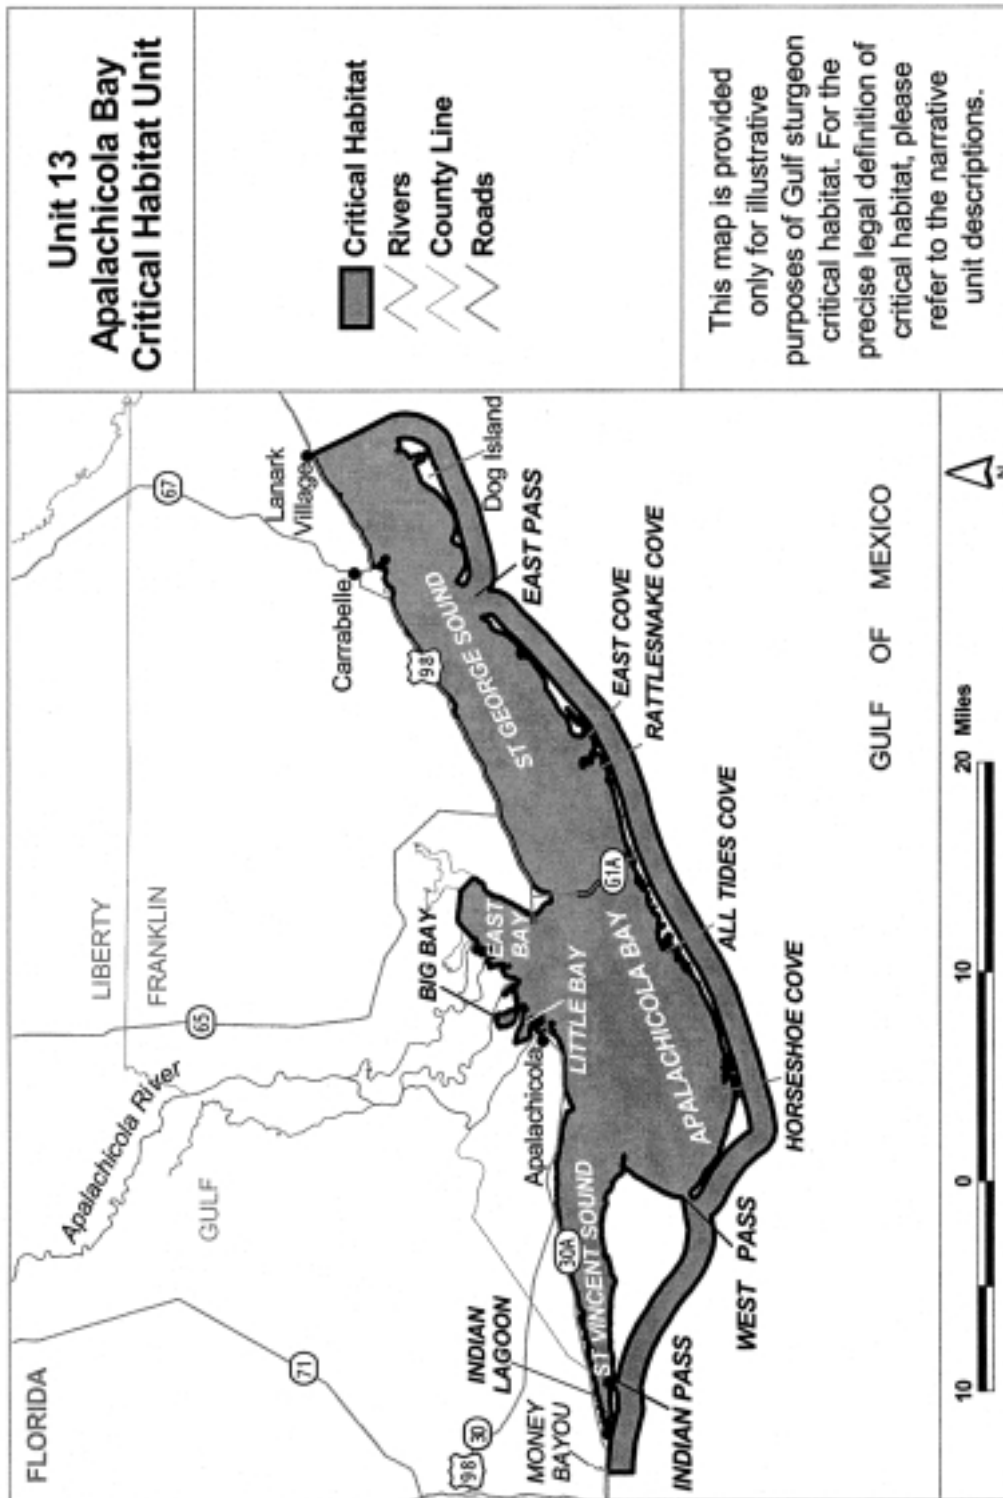 Unit 13
Apalachicola Bay
Critical Habitat Unit
Critical Habitat
Rivers
County Line
Roads
This map is provided
only for illustrative
purposes of Gulf sturgeon
critical habitat. For the
precise legal definition of
critical habitat, please
refer to the narrative
unit descriptions.
FLORIDA
71
98
30
GULF
Apalachicola River
LIBERTY
FRANKLIN
65
67
Lanark
Village
Carrabelle
98
Dog Island
ST GEORGE SOUND
EAST PASS
EAST COVE
RATTLESNAKE COVE
BIG BAY
EAST
BAY
LITTLE BAY
Apalachicola
G1A
APALACHICOLA BAY
ALL TIDES COVE
HORSESHOE COVE
30A
ST VINCENT SOUND
INDIAN
LAGOON
MONEY
BAYOU
INDIAN PASS
WEST PASS
GULF OF MEXICO
10
0
10
20 Miles
N